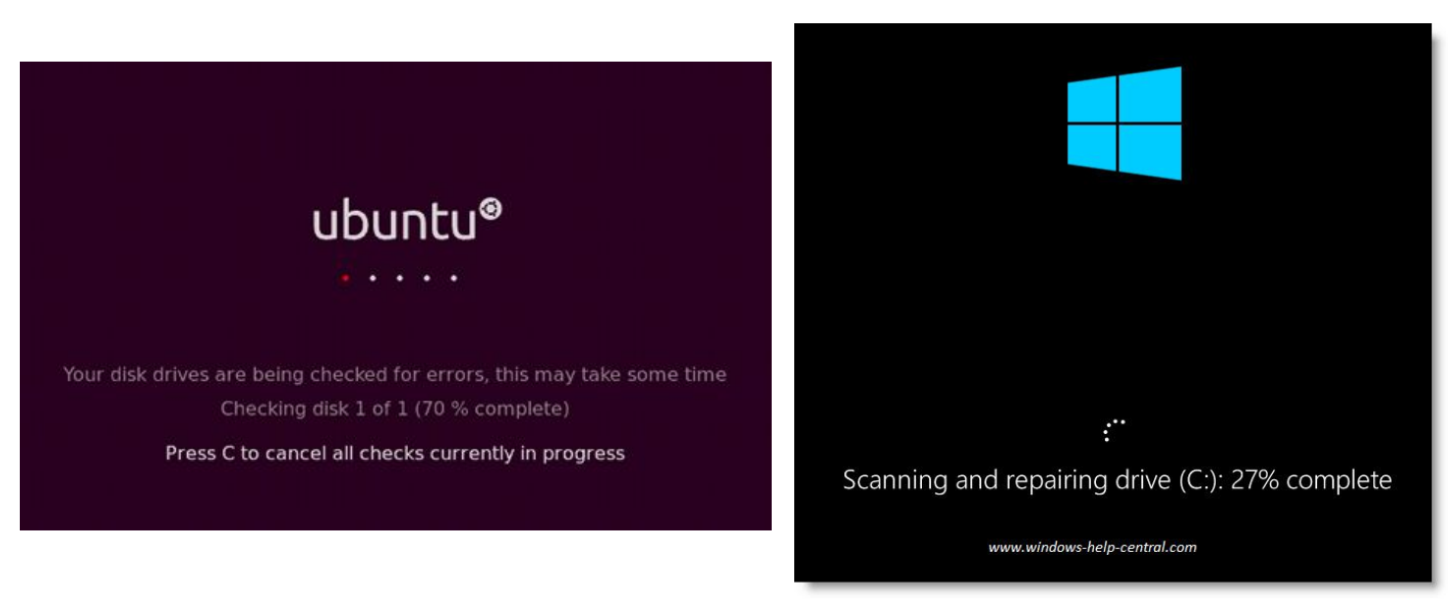 ubuntu
Your disk drives are being checked for errors, this may take some time
Checking disk 1 of 1 (70 % complete)
Press C to cancel all checks currently in progress
Scanning and repairing drive (C:): 27% complete
www.windows-help-central.com